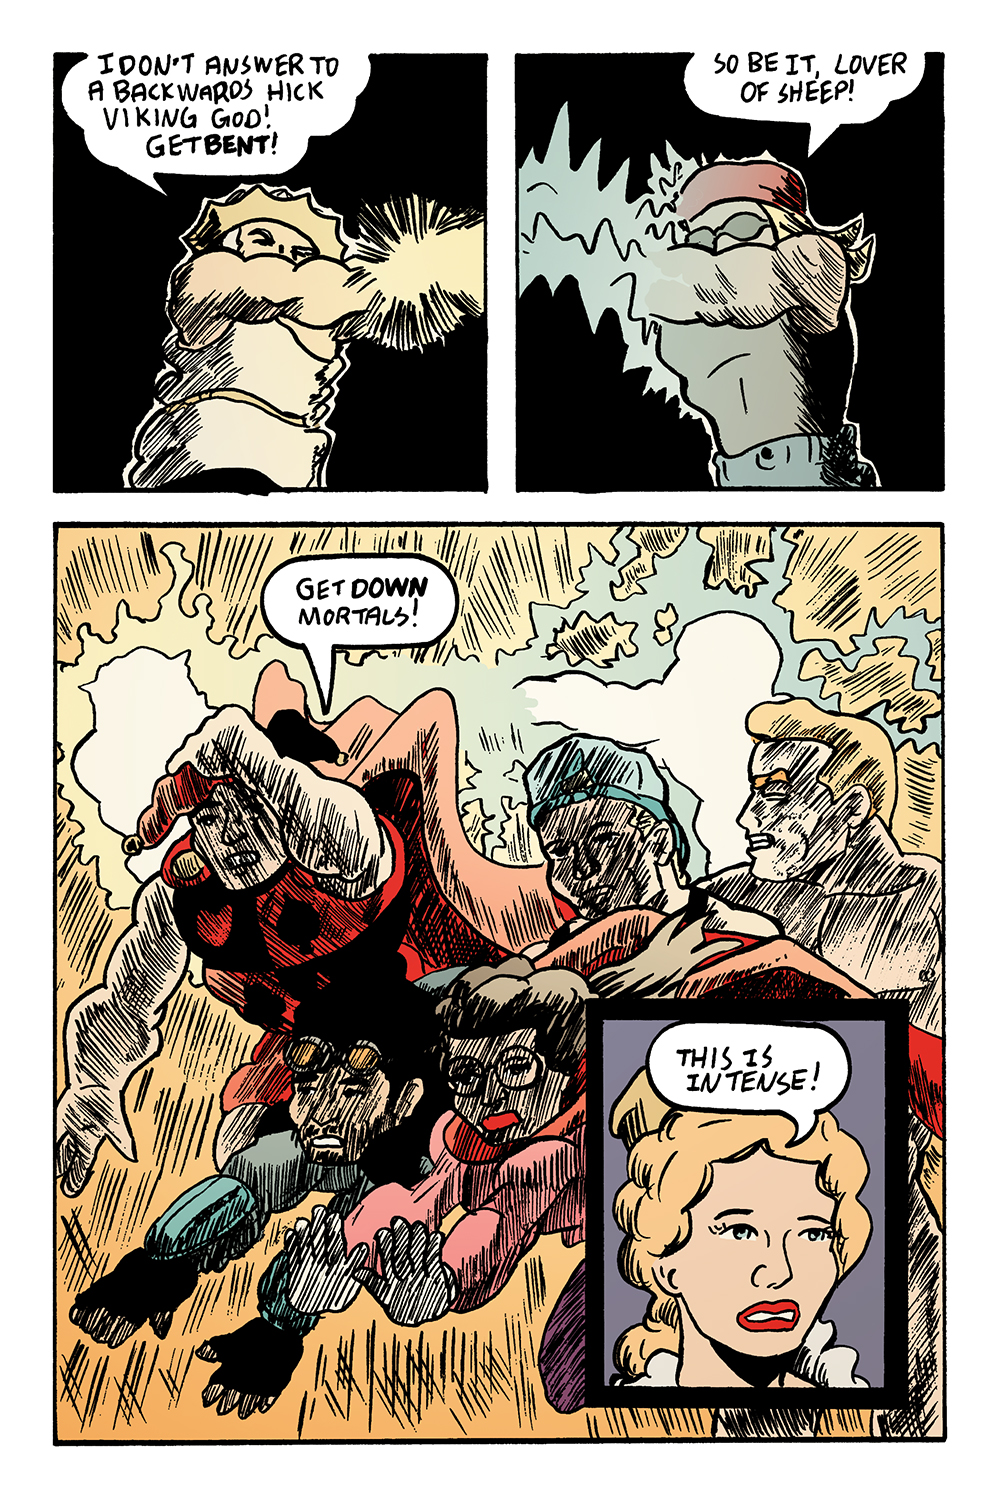 I DON'T ANSWER TO
A BACKWARDS HICK
VIKING GOD!
GET BENT!
SO BE IT, LOVER
OF SHEEP!
GET DOWN
MORTALS!
THIS IS
INTENSE!